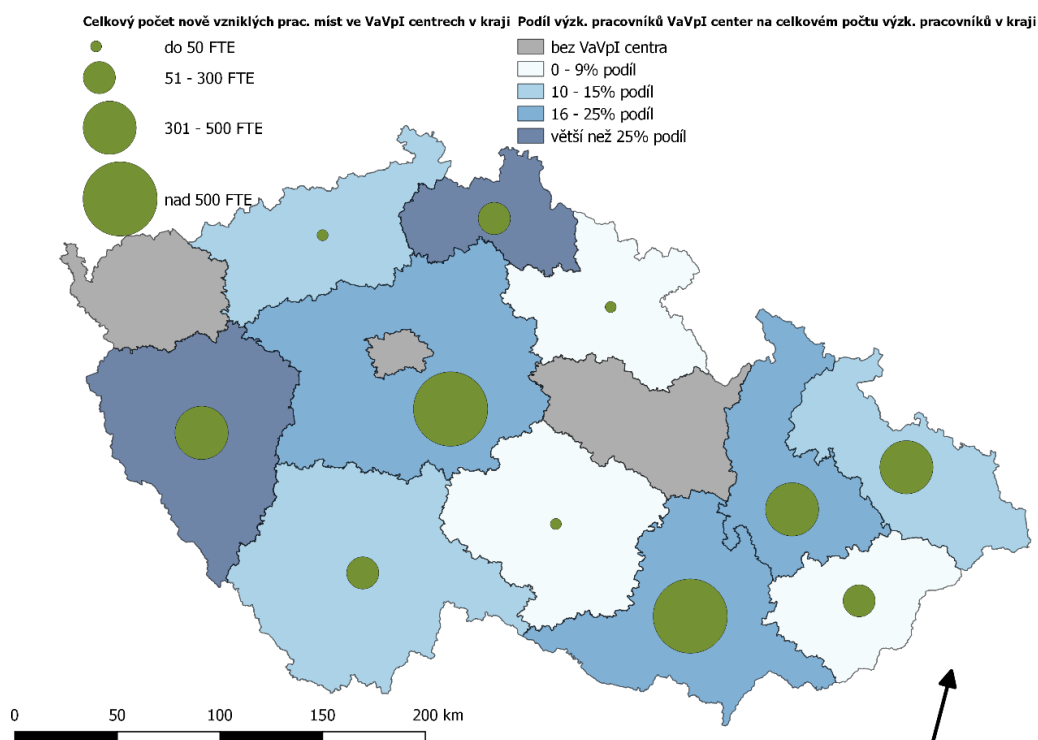 Celkový počet nově vzniklých prac. míst ve VaVpI centrech v kraji
do 50 FTE
51 - 300 FTE
301 - 500 FTE
nad 500 FTE
Podíl výzk. pracovníků VaVpI center na celkovém počtu výzk. pracovníků v kraji
bez VaVpI centra
0 - 9% podíl
10 - 15% podíl
16 - 25% podíl
větší než 25% podíl
0 50 100 150 200 km